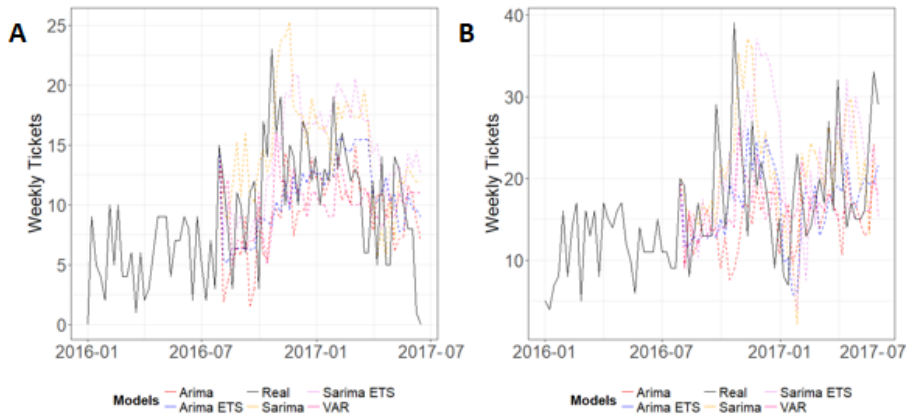 A
B
Weekly Tickets
25
20
15
10
5
0
2016-01 2016-07 2017-01 2017-07
Weekly Tickets
40
30
20
10
2016-01 2016-07 2017-01 2017-07
Models Arima Real Sarima ETS
Arima ETS Sarima VAR
Models Arima Real Sarima ETS
Arima ETS Sarima VAR